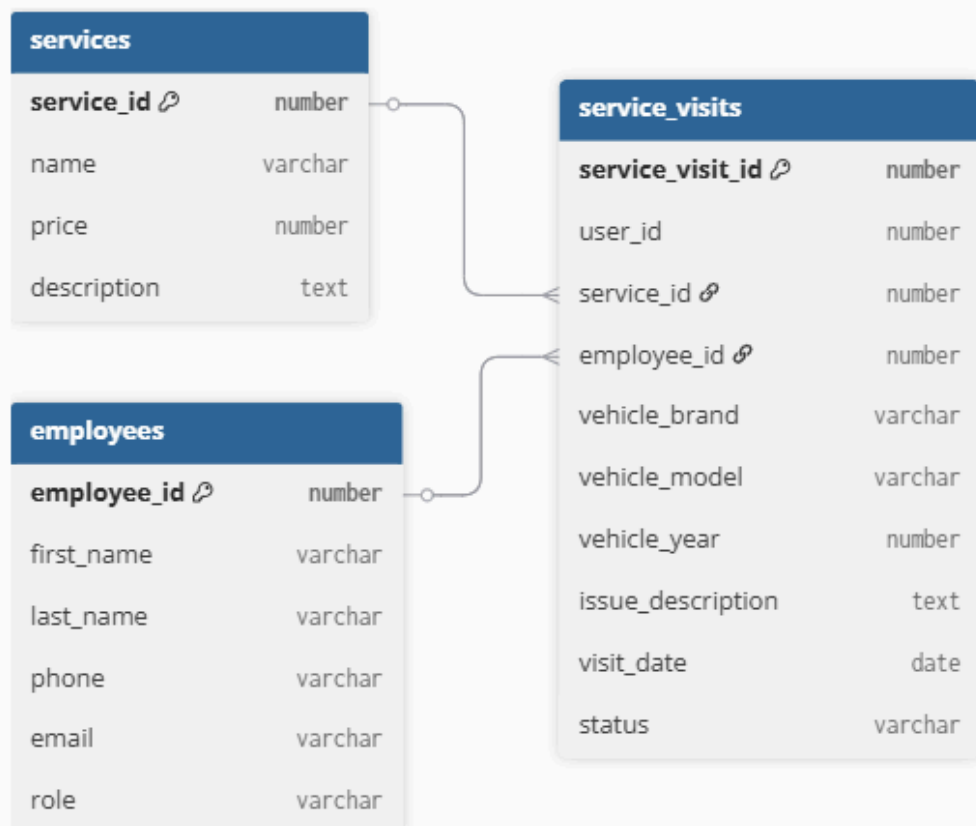 services
service_id number
name varchar
price number
description text
employees
employee_id number
first_name varchar
last_name varchar
phone varchar
email varchar
role varchar
service_visits
service_visit_id number
user_id number
service_id number
employee_id number
vehicle_brand varchar
vehicle_model varchar
vehicle_year number
issue_description text
visit_date date
status varchar